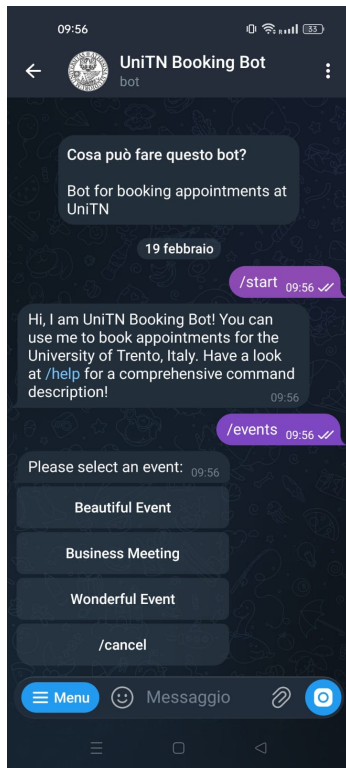 09:56
33
UniTN Booking Bot
bot
Cosa può fare questo bot?
Bot for booking appointments at
UniTN
19 febbraio
/start 09:56
Hi, I am UniTN Booking Bot! You can
use me to book appointments for the
University of Trento, Italy. Have a look
at /help for a comprehensive command
description!
09:56
/events 09:56
Please select an event: 09:56
Beautiful Event
Business Meeting
Wonderful Event
/cancel
Menu
Messaggio